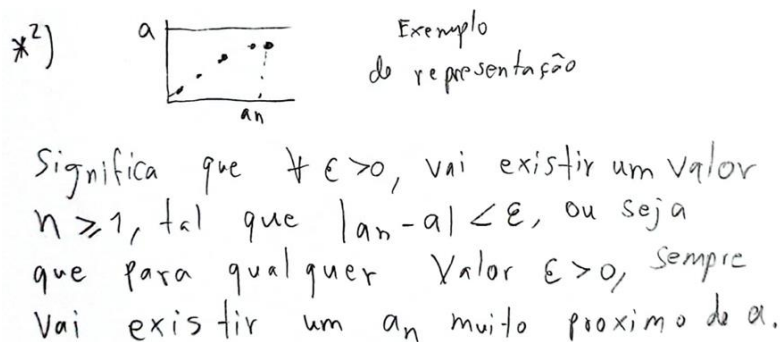 *²)
a
an
Exemplo
de representação
Significa que ∀ ε>0, vai existir um valor
n ≥ 1, tal que |an - a| < ε, ou seja
que para qualquer valor ε > 0, sempre
vai existir um an muito proximo de a.